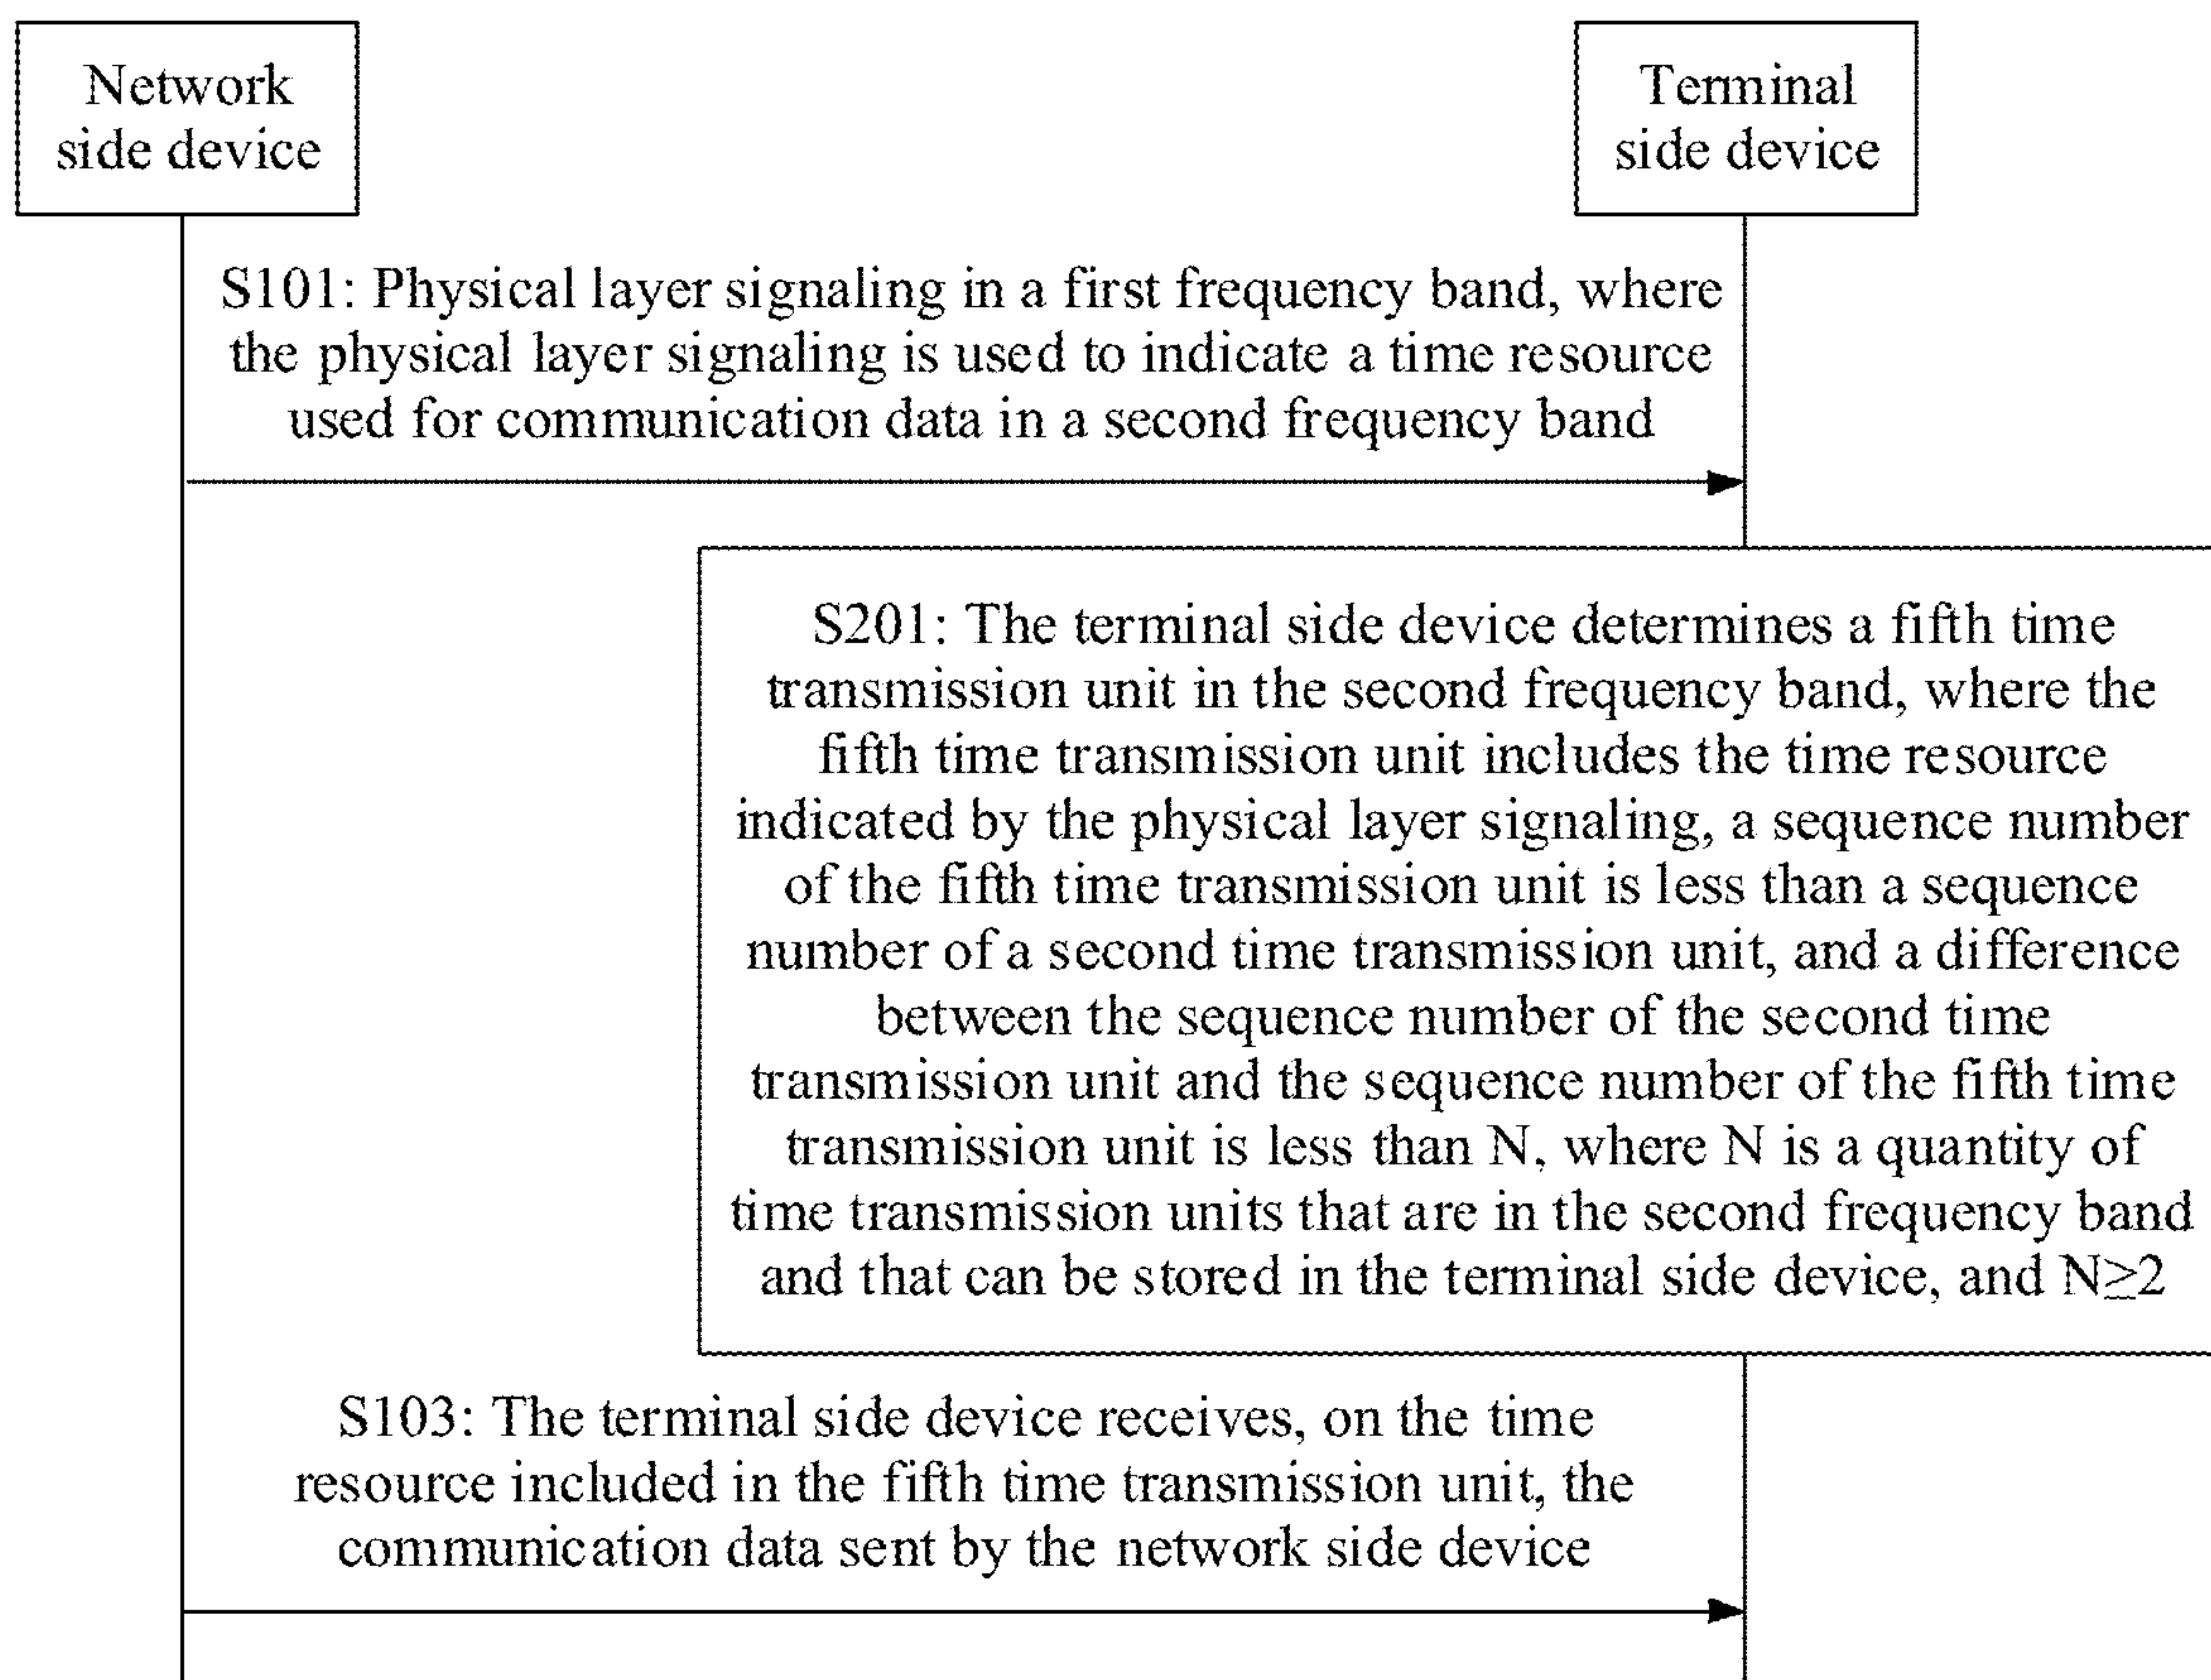 Network
side device
Terminal
side device
S101: Physical layer signaling in a first frequency band, where
the physical layer signaling is used to indicate a time resource
used for communication data in a second frequency band
S201: The terminal side device determines a fifth time
transmission unit in the second frequency band, where the
fifth time transmission unit includes the time resource
indicated by the physical layer signaling, a sequence number
of the fifth time transmission unit is less than a sequence
number of a second time transmission unit, and a difference
between the sequence number of the second time
transmission unit and the sequence number of the fifth time
transmission unit is less than N, where N is a quantity of
time transmission units that are in the second frequency band
and that can be stored in the terminal side device, and N≥2
S103: The terminal side device receives, on the time
resource included in the fifth time transmission unit, the
communication data sent by the network side device